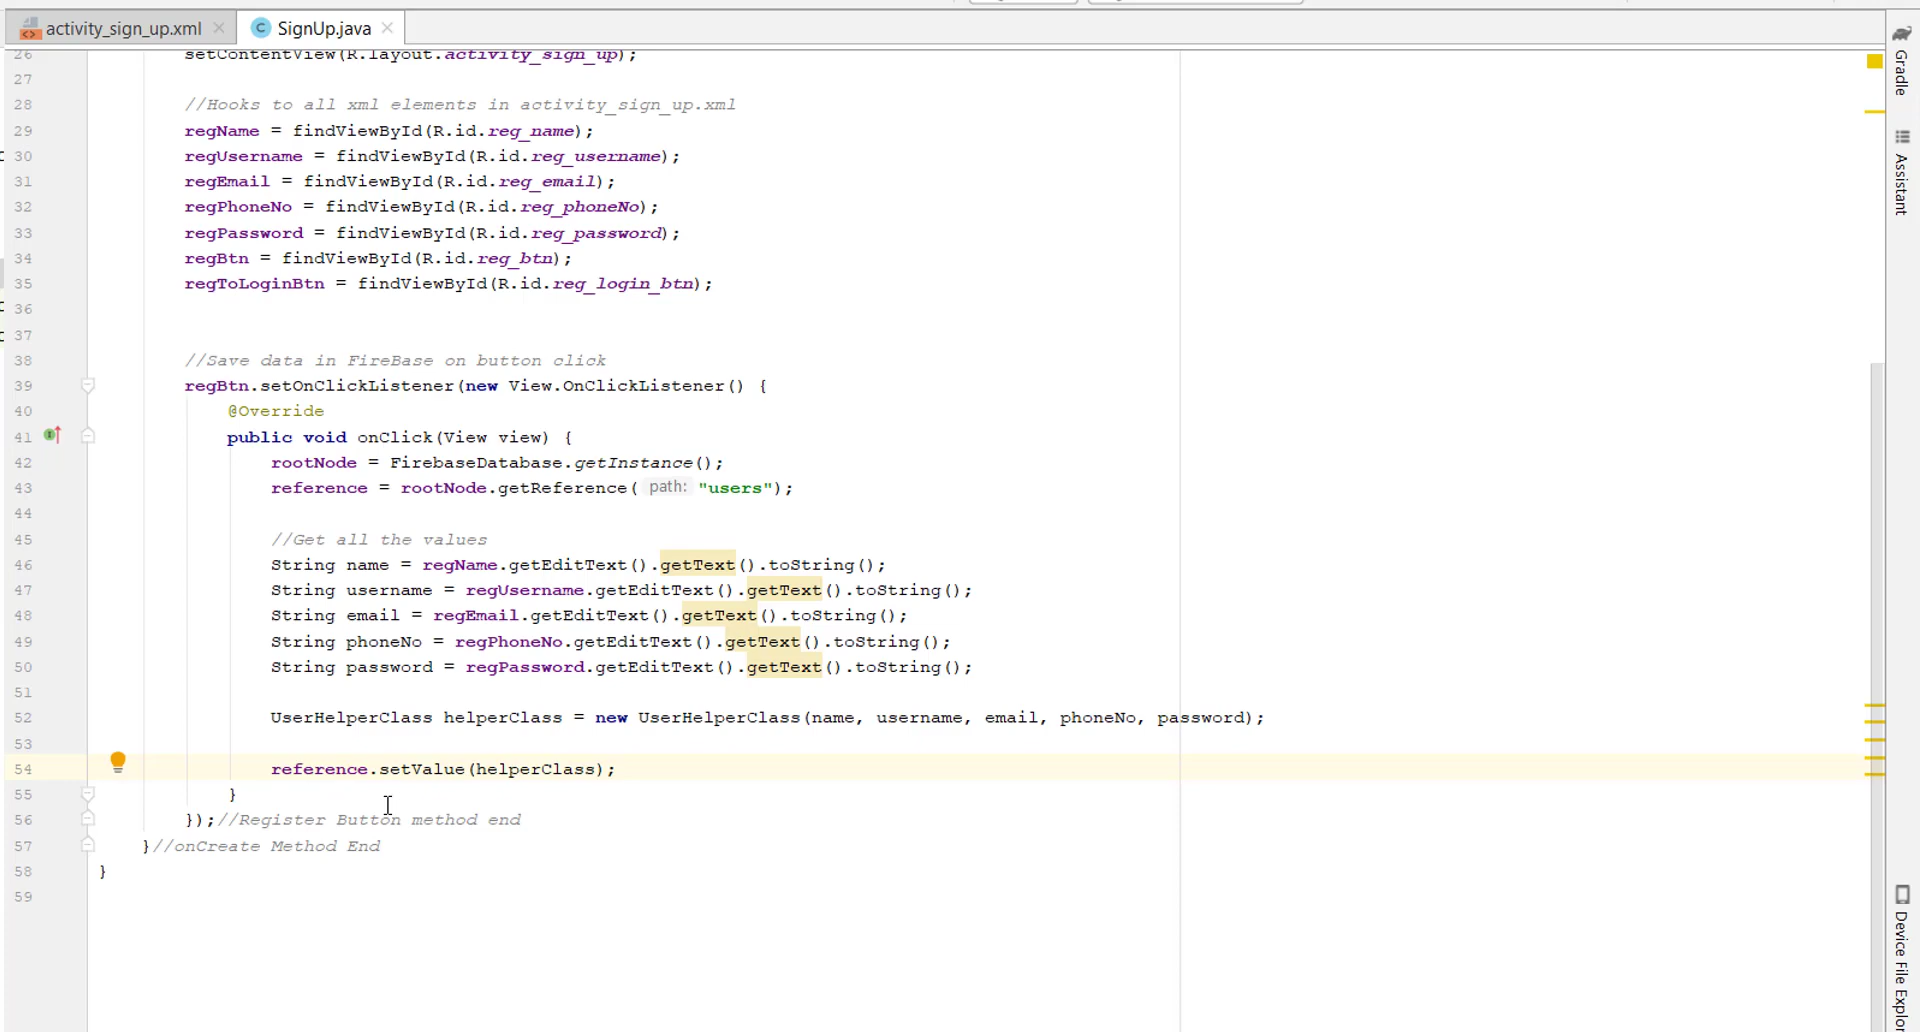 activity_sign_up.xml
SignUp.java
26 setContentView(R.layout.activity_sign_up);
27
28 //Hooks to all xml elements in activity_sign_up.xml
29 regName = findViewById(R.id.reg_name);
30 regUsername = findViewById(R.id.reg_username);
31 regEmail = findViewById(R.id.reg_email);
32 regPhoneNo = findViewById(R.id.reg_phoneNo);
33 regPassword = findViewById(R.id.reg_password);
34 regBtn = findViewById(R.id.reg_btn);
35 regToLoginBtn = findViewById(R.id.reg_login_btn);
36
37
38 //Save data in FireBase on button click
39 regBtn.setOnClickListener(new View.OnClickListener() {
40 @Override
41 public void onClick(View view) {
42 rootNode = FirebaseDatabase.getInstance();
43 reference = rootNode.getReference( path: "users");
44
45 //Get all the values
46 String name = regName.getEditText().getText().toString();
47 String username = regUsername.getEditText().getText().toString();
48 String email = regEmail.getEditText().getText().toString();
49 String phoneNo = regPhoneNo.getEditText().getText().toString();
50 String password = regPassword.getEditText().getText().toString();
51
52 UserHelperClass helperClass = new UserHelperClass(name, username, email, phoneNo, password);
53
54 reference.setValue(helperClass);
55 }
56 });//Register Button method end
57 }//onCreate Method End
58 }
59
Gradle
Assistant
Device File Explor